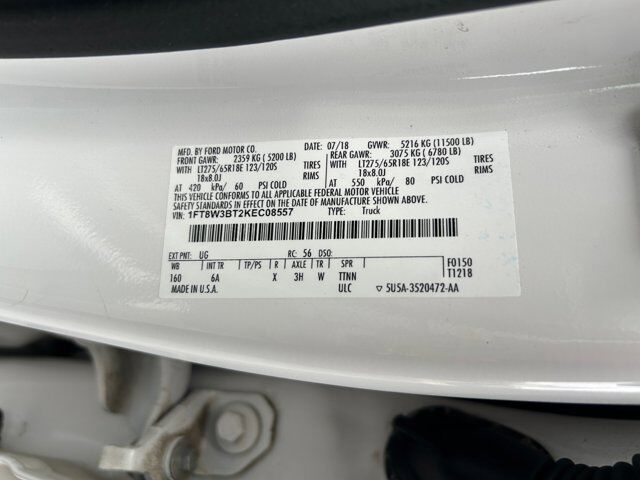 MFD. BY FORD MOTOR CO. DATE: 07/18 GVWR: 5216 KG (11500 LB)
FRONT GAWR: 2359 KG (5200 LB) REAR GAWR: 3075 KG (6780 LB)
WITH LT275/65R18E 123/120S TIRES WITH LT275/65R18E 123/120S TIRES
18x8.0J RIMS 18x8.0J RIMS
AT 420 kPa/ 60 PSI COLD AT 550 kPa/ 80 PSI COLD
THIS VEHICLE CONFORMS TO ALL APPLICABLE FEDERAL MOTOR VEHICLE
SAFETY STANDARDS IN EFFECT ON THE DATE OF MANUFACTURE SHOWN ABOVE.
VIN: 1FT8W3BT2KEC08557 TYPE: Truck
EXT PNT: UG RC: 56 DSO: F0150
WB INT TR TP/PS R AXLE TR SPR T1218
160 6A X 3H W TTNN
MADE IN U.S.A. ULC ▽ 5U5A-3520472-AA